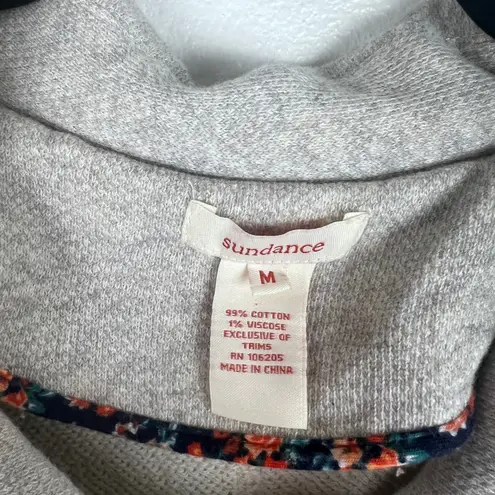 sundance
M
99% COTTON
1% VISCOSE
EXCLUSIVE OF
TRIMS
RN 106205
MADE IN CHINA